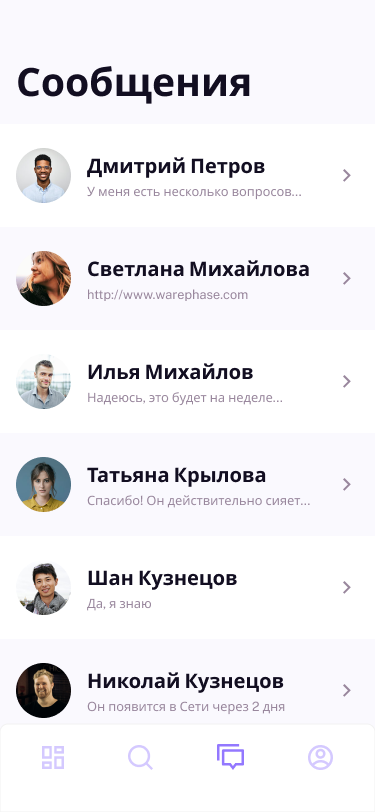 Сообщения
Дмитрий Петров
У меня есть несколько вопросов...
Светлана Михайлова
http://www.warephase.com
Илья Михайлов
Надеюсь, это будет на неделе...
Татьяна Крылова
Спасибо! Он действительно сияет...
Шан Кузнецов
Да, я знаю
Николай Кузнецов
Он появится в Сети через 2 дня